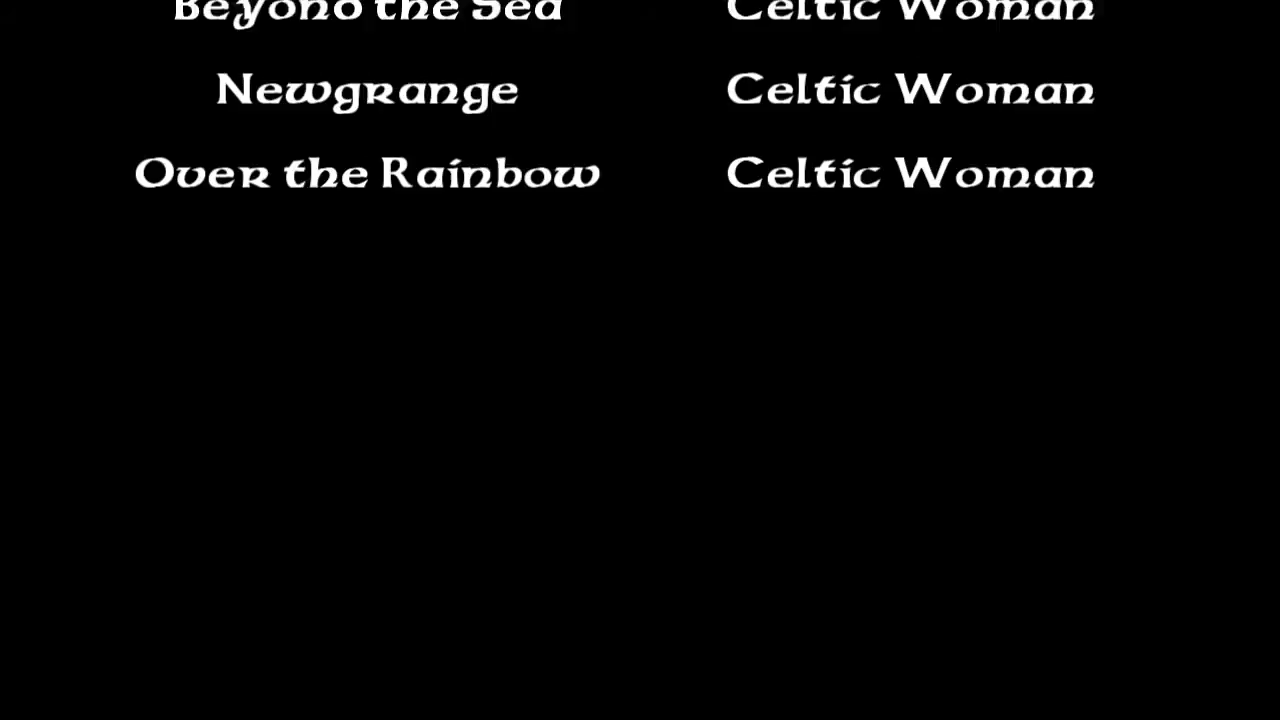 Beyond the Sea Celtic Woman
Newgrange Celtic Woman
Over the Rainbow Celtic Woman